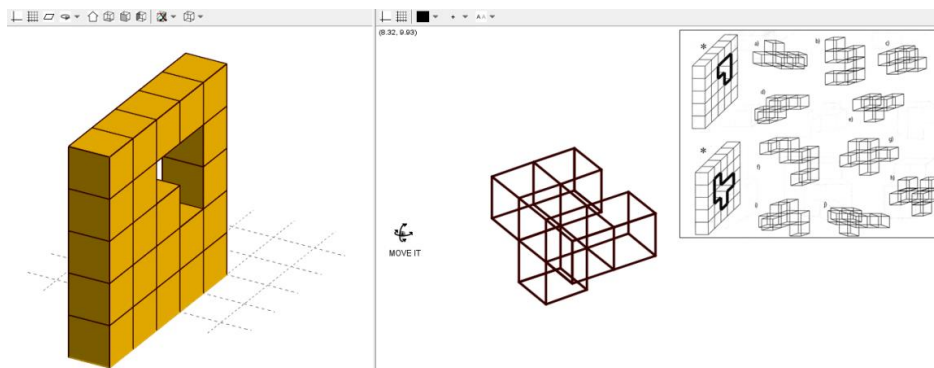 (8.32, 9.93)
MOVE IT
*
a)
b)
c)
d)
e)
*
f)
g)
h)
i)
j)